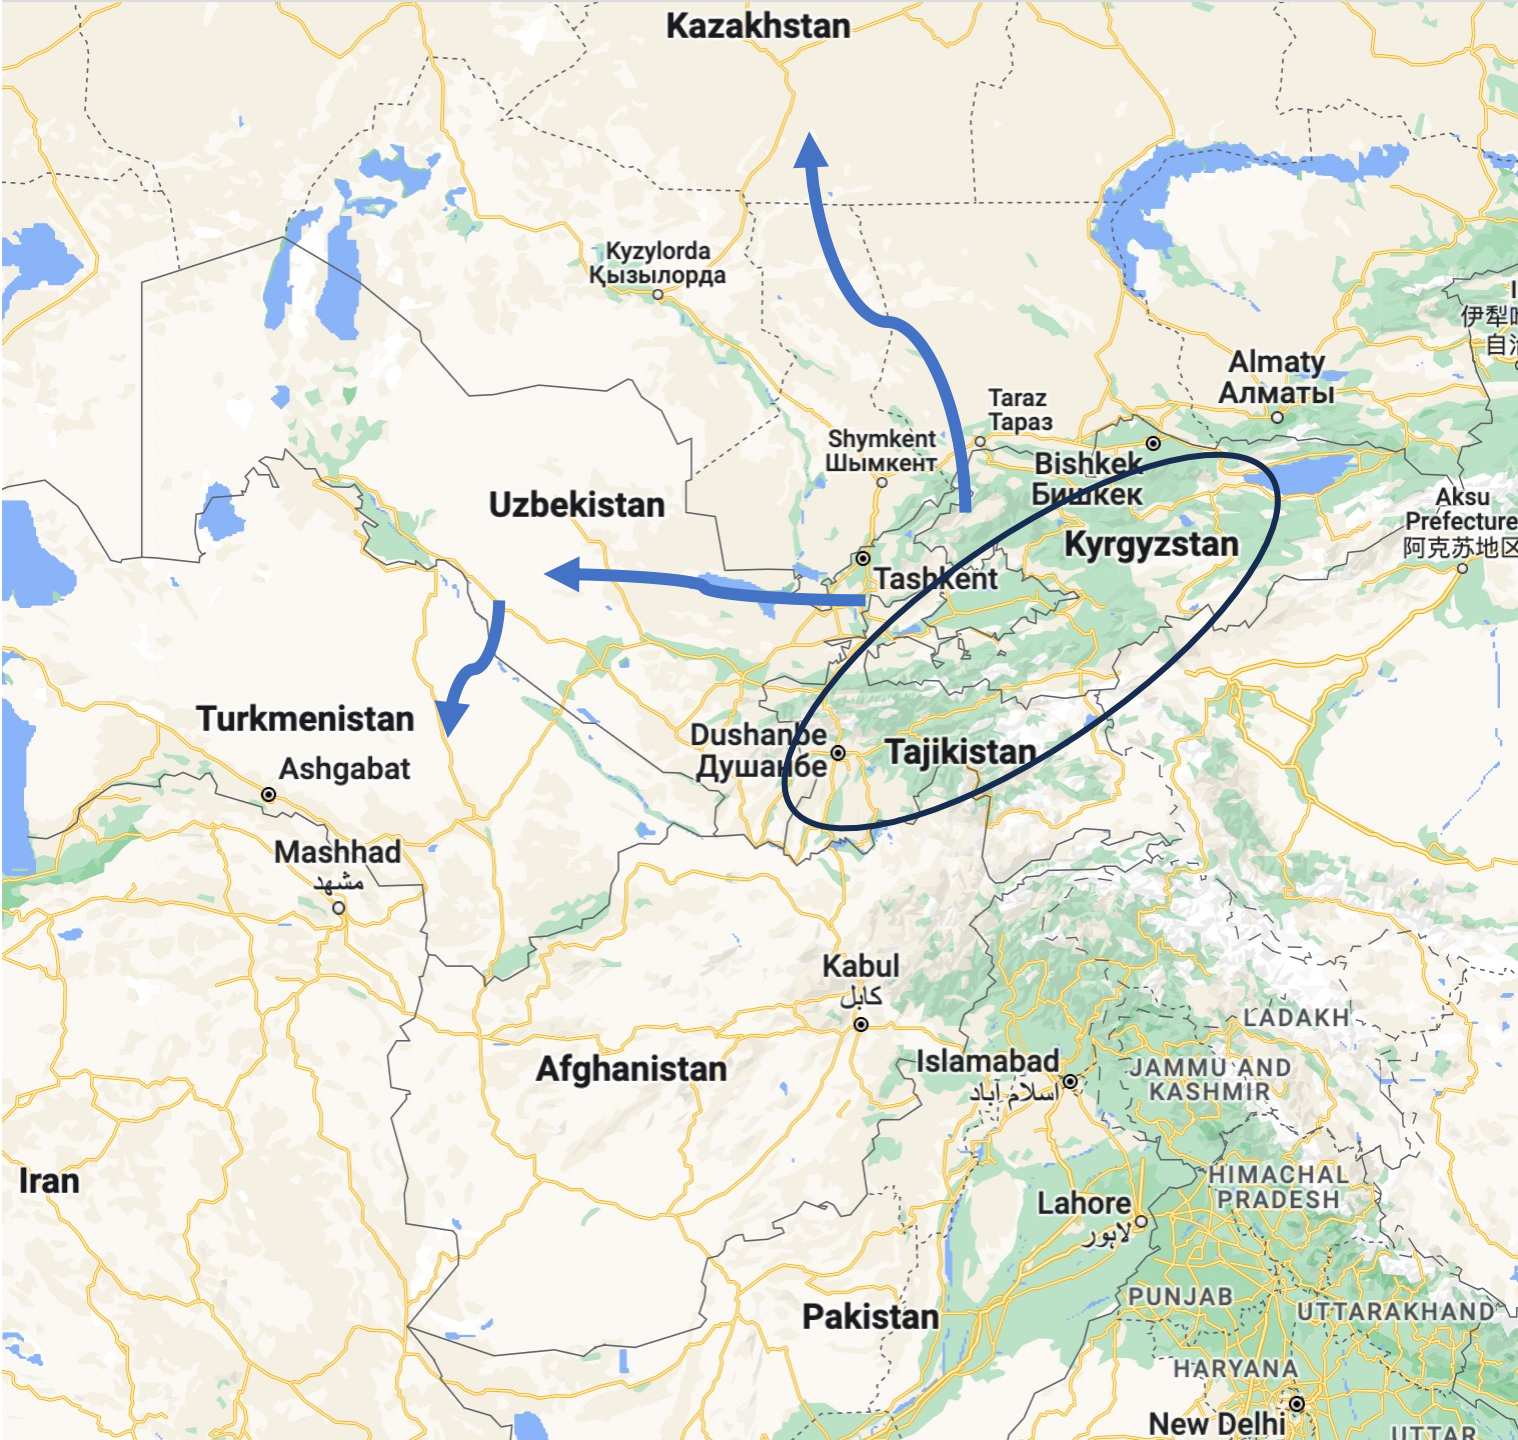 Kazakhstan
Kyzylorda
Қызылорда
Almaty
Алматы
Taraz
Тараз
Shymkent
Шымкент
Bishkek
Бишкек
伊犁
自治
Uzbekistan
Aksu
Prefecture
阿克苏地区
Kyrgyzstan
Tashkent
Turkmenistan
Ashgabat
Dushanbe
Душанбе
Tajikistan
Mashhad
مشهد
Kabul
کابل
LADAKH
Afghanistan
Islamabad
اسلام آباد
JAMMU AND
KASHMIR
Iran
HIMACHAL
PRADESH
Lahore
لاہور
PUNJAB
UTTARAKHAND
Pakistan
HARYANA
New Delhi
UTTAR